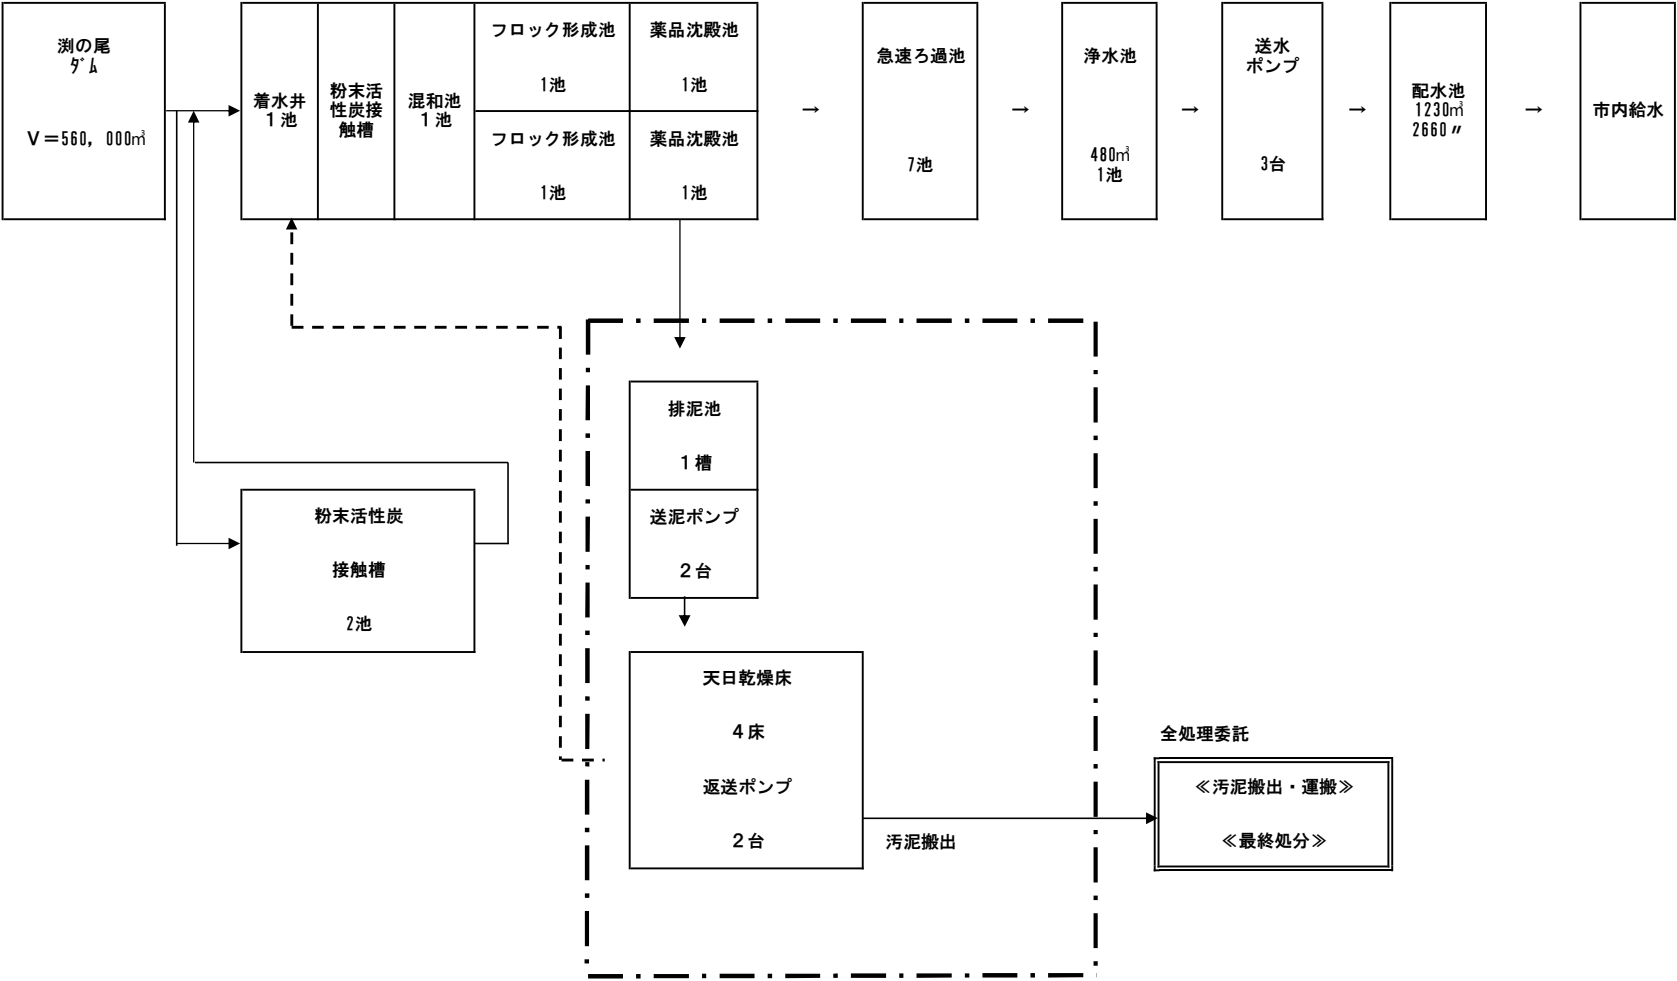 渕の尾
ﾀﾞﾑ
Ｖ＝560，000㎥
着水井
１池
粉末活
性炭接
触槽
混和池
１池
フロック形成池
1池
薬品沈殿池
1池
フロック形成池
1池
薬品沈殿池
1池
→
急速ろ過池
7池
→
浄水池
480㎥
1池
→
送水
ポンプ
3台
→
配水池
1230㎥
2660〃
→
市内給水
排泥池
１槽
送泥ポンプ
２台
粉末活性炭
接触槽
2池
天日乾燥床
４床
返送ポンプ
２台
汚泥搬出
全処理委託
≪汚泥搬出・運搬≫
≪最終処分≫